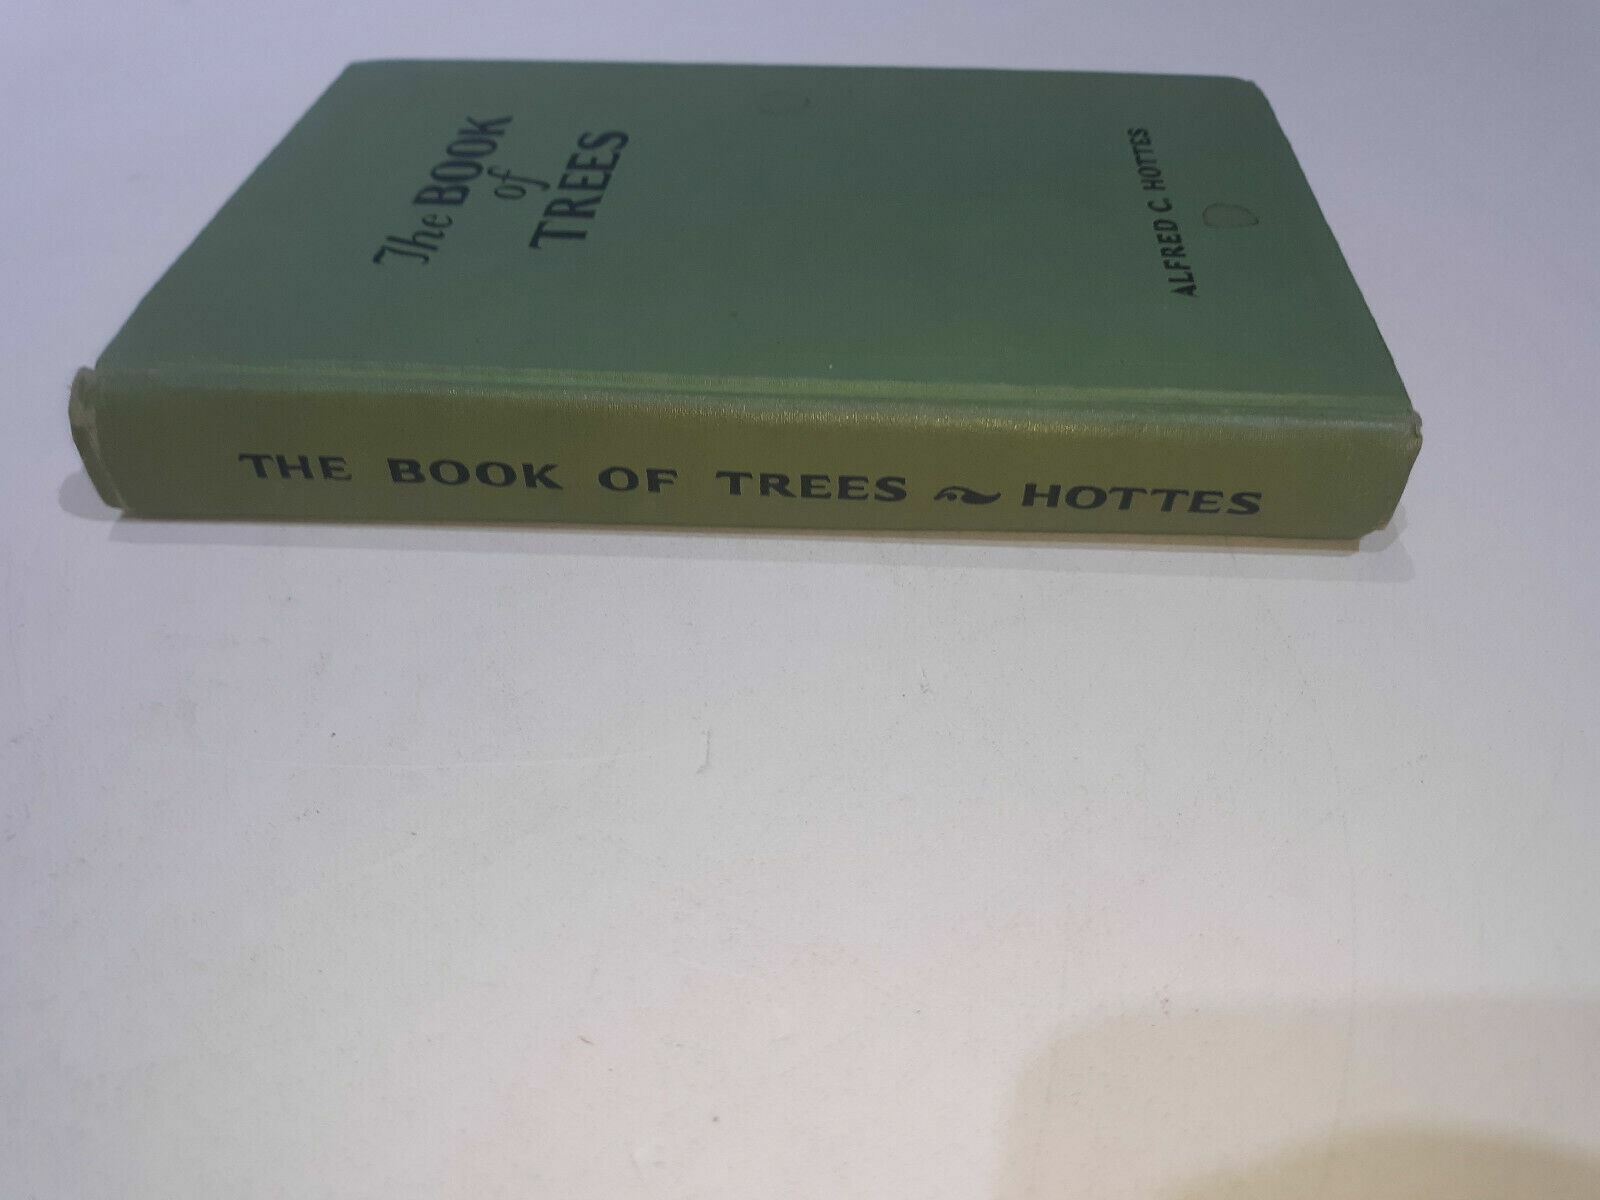 The BOOK
of
TREES
ALFRED C. HOTTES
THE BOOK OF TREES HOTTES